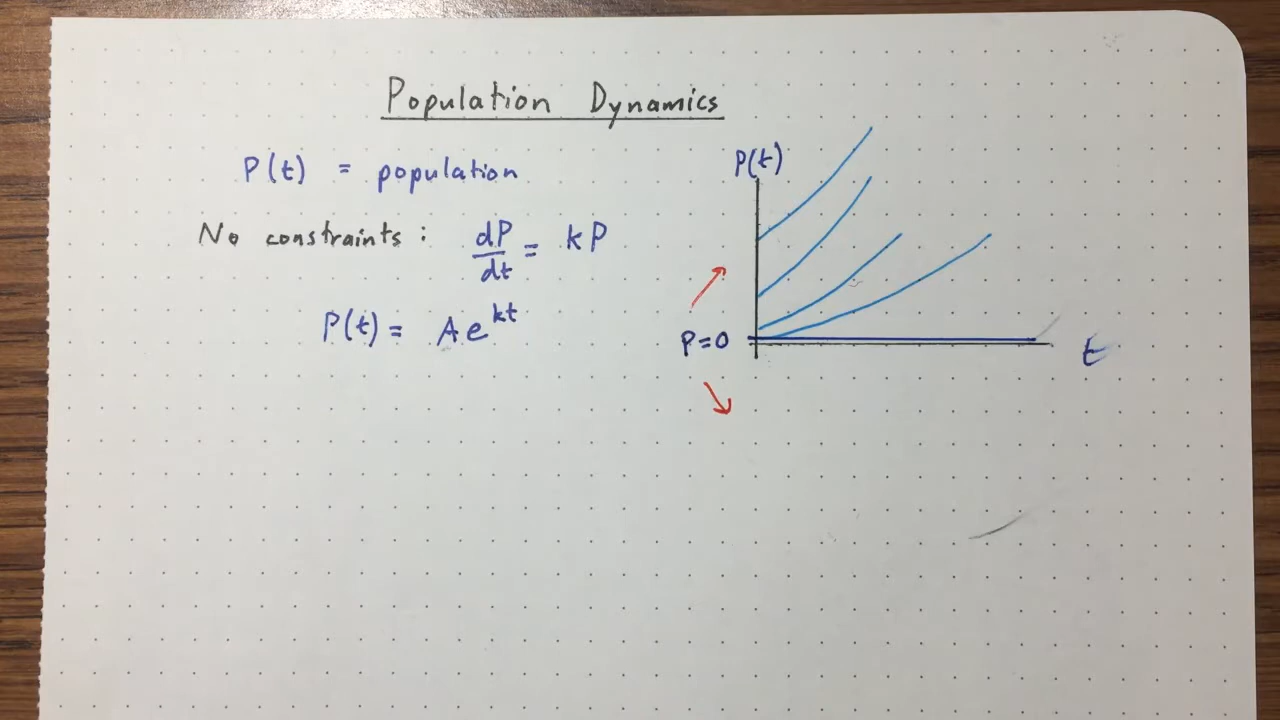 Population Dynamics
P(t) = population
No constraints: dP/dt = kP
P(t) = Ae^kt
P(t)
P=0
t